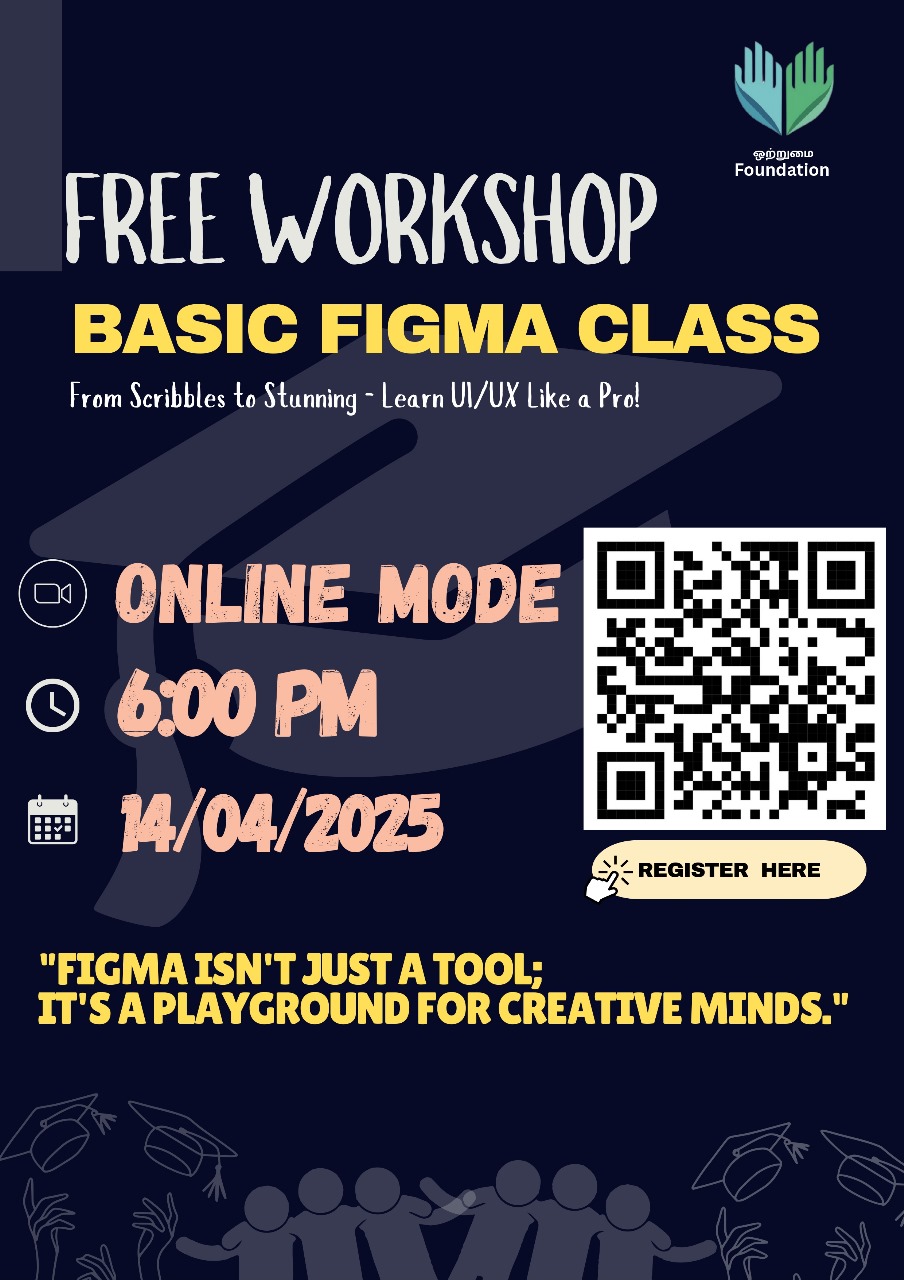 ஒற்றுமை
Foundation
FREE WORKSHOP
BASIC FIGMA CLASS
From Scribbles to Stunning - Learn UI/UX Like a Pro!
ONLINE MODE
6:00 PM
14/04/2025
REGISTER HERE
"FIGMA ISN'T JUST A TOOL;
IT'S A PLAYGROUND FOR CREATIVE MINDS."